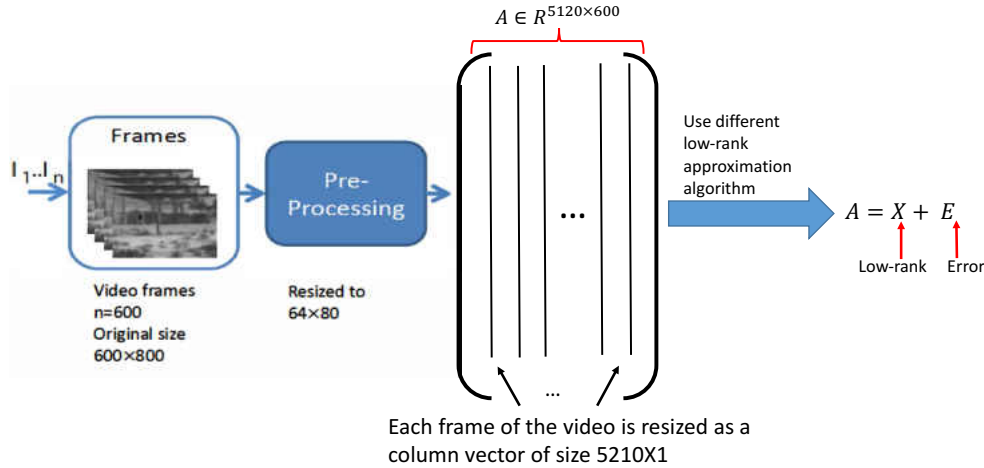 A ∈ R^{5120×600}
I₁..Iₙ
Frames
Pre-
Processing
Video frames
n=600
Original size
600×800
Resized to
64×80
...
...
Each frame of the video is resized as a
column vector of size 5210X1
Use different
low-rank
approximation
algorithm
A = X + E
Low-rank
Error